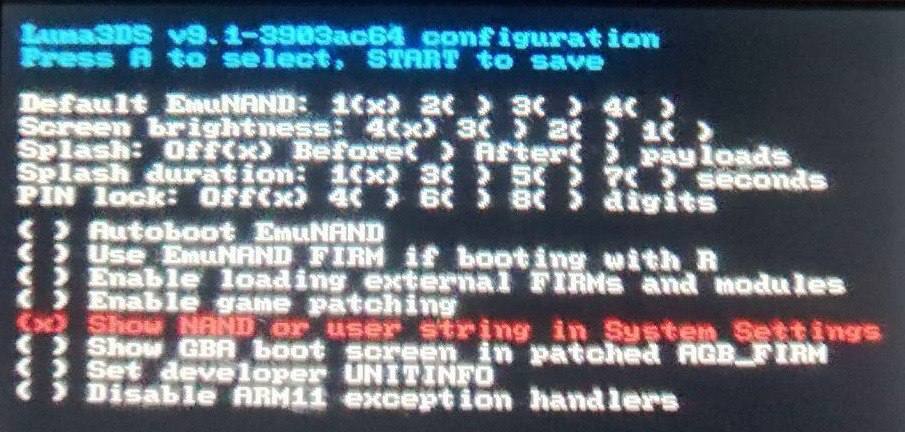 Luma3DS v9.1-3903ac64 configuration
Press A to select, START to save
Default EmuNAND: 1(x) 2( ) 3( ) 4( )
Screen brightness: 4(x) 3( ) 2( ) 1( )
Splash: Off(x) Before( ) After( ) payloads
Splash duration: 1(x) 3( ) 5( ) 7( ) seconds
PIN lock: Off(x) 4( ) 6( ) 8( ) digits
( ) Autoboot EmuNAND
( ) Use EmuNAND FIRM if booting with R
( ) Enable loading external FIRMs and modules
( ) Enable game patching
(x) Show NAND or user string in System Settings
( ) Show GBA boot screen in patched AGB_FIRM
( ) Set developer UNITINFO
( ) Disable ARM11 exception handlers